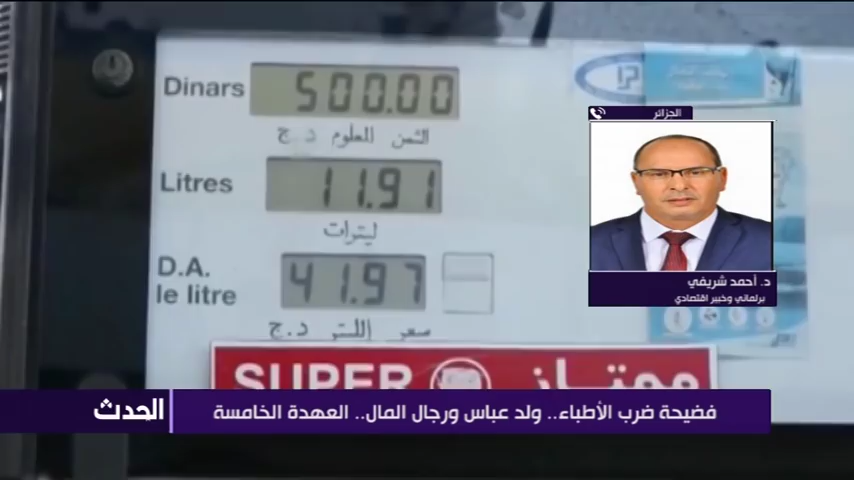 Dinars 500.00
الثمن المعلوم د.ج
Litres 11.91
ليترات
D.A. le litre 41.97
سعر اللتر د.ج
SUPER ممتاز
الجزائر
د. أحمد شريفي
برلماني وخبير اقتصادي
الحدث
فضيحة ضرب الأطباء.. ولد عباس ورجال المال.. العهدة الخامسة